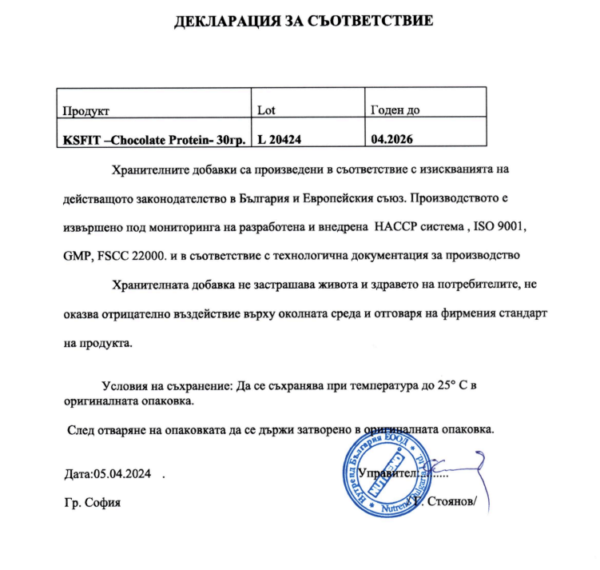 ДЕКЛАРАЦИЯ ЗА СЪОТВЕТСТВИЕ
Продукт Lot Годен до
KSFIT –Chocolate Protein- 30гр. L 20424 04.2026
Хранителните добавки са произведени в съответствие с изискванията на
действащото законодателство в България и Европейския съюз. Производството е
извършено под мониторинга на разработена и внедрена HACCP система , ISO 9001,
GMP, FSCC 22000. и в съответствие с технологична документация за производство
Хранителната добавка не застрашава живота и здравето на потребителите, не
оказва отрицателно въздействие върху околната среда и отговаря на фирмения стандарт
на продукта.
Условия на съхранение: Да се съхранява при температура до 25° С в
оригиналната опаковка.
След отваряне на опаковката да се държи затворено в оригиналната опаковка.
Дата:05.04.2024 . Управител:........
Гр. София / Г. Стоянов/
Нутренд България ЕООД